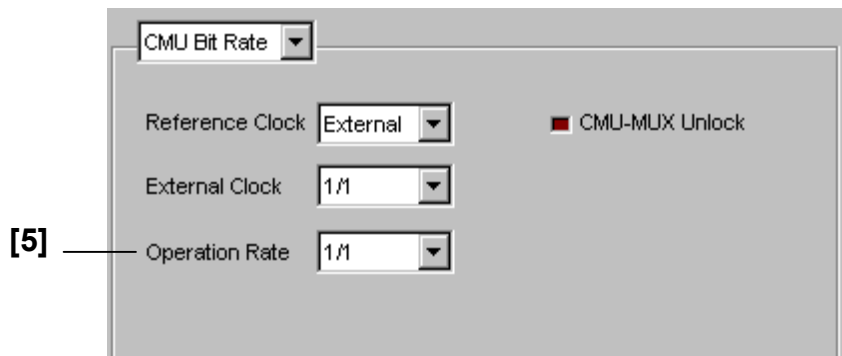 CMU Bit Rate
Reference Clock External CMU-MUX Unlock
External Clock 1/1
[5] Operation Rate 1/1